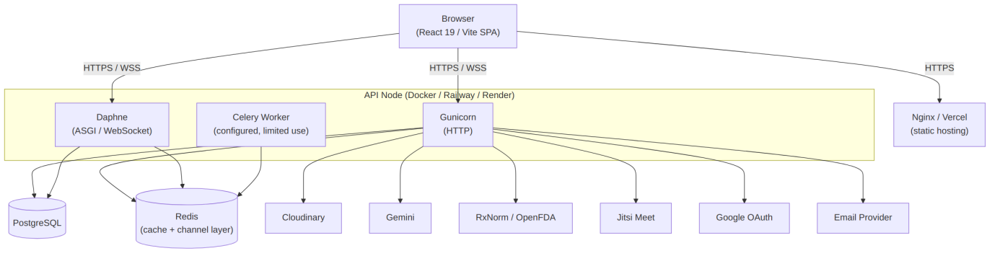 Browser
(React 19 / Vite SPA)
HTTPS / WSS
HTTPS / WSS
HTTPS
API Node (Docker / Railway / Render)
Daphne
(ASGI / WebSocket)
Celery Worker
(configured, limited use)
Gunicorn
(HTTP)
Nginx / Vercel
(static hosting)
PostgreSQL
Redis
(cache + channel layer)
Cloudinary
Gemini
RxNorm / OpenFDA
Jitsi Meet
Google OAuth
Email Provider